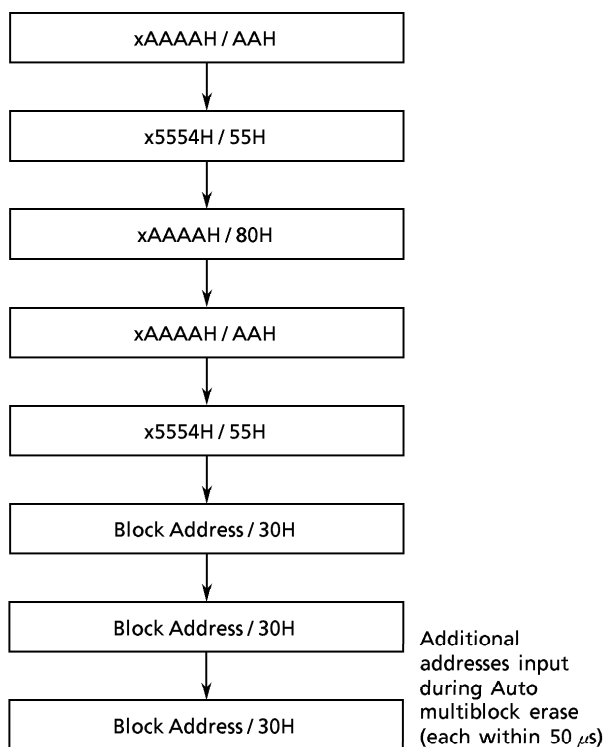 xAAAAH / AAH
x5554H / 55H
xAAAAH / 80H
xAAAAH / AAH
x5554H / 55H
Block Address / 30H
Block Address / 30H
Block Address / 30H
Additional
addresses input
during Auto
multiblock erase
(each within 50 μs)